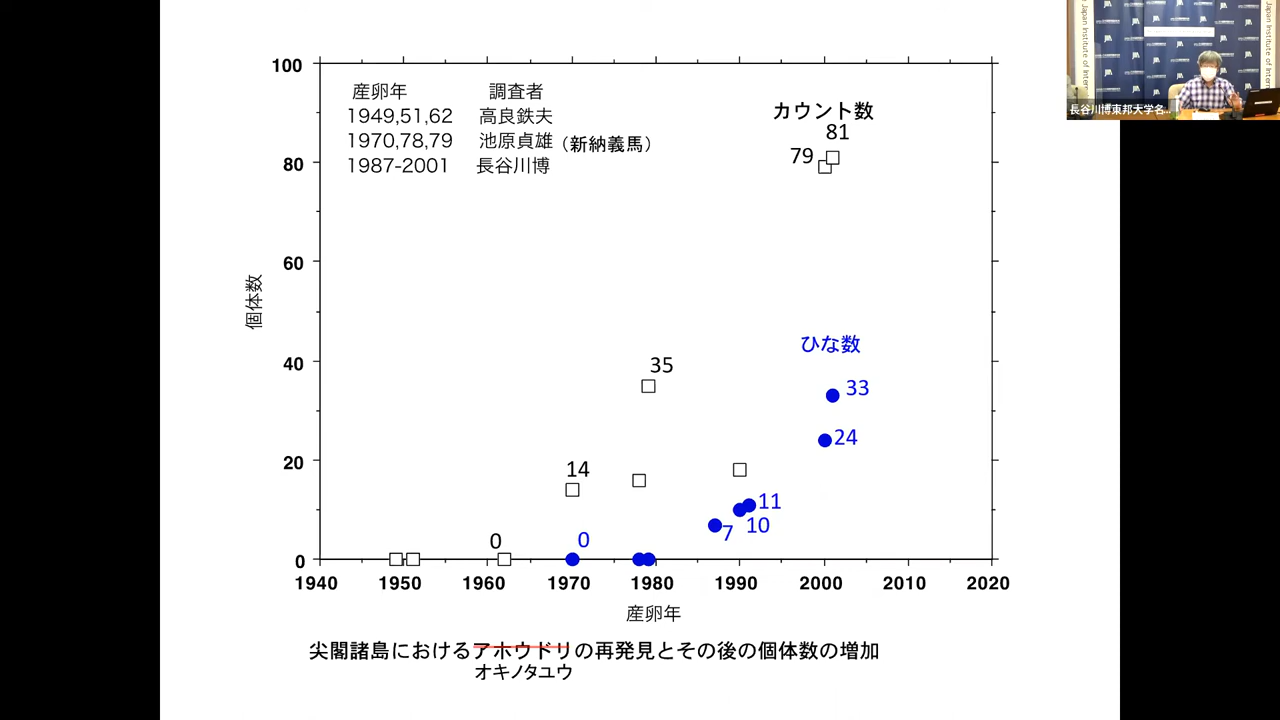 100
80
60
40
20
0
個体数
産卵年 調査者
1949,51,62 高良鉄夫
1970,78,79 池原貞雄 (新納義馬)
1987-2001 長谷川博
カウント数
81
79
35
14
0
ひな数
33
24
11
10
7
0
1940 1950 1960 1970 1980 1990 2000 2010 2020
産卵年
尖閣諸島におけるアホウドリの再発見とその後の個体数の増加
オキノタユウ
Japan Institute of Intern
長谷川博東邦大学名...